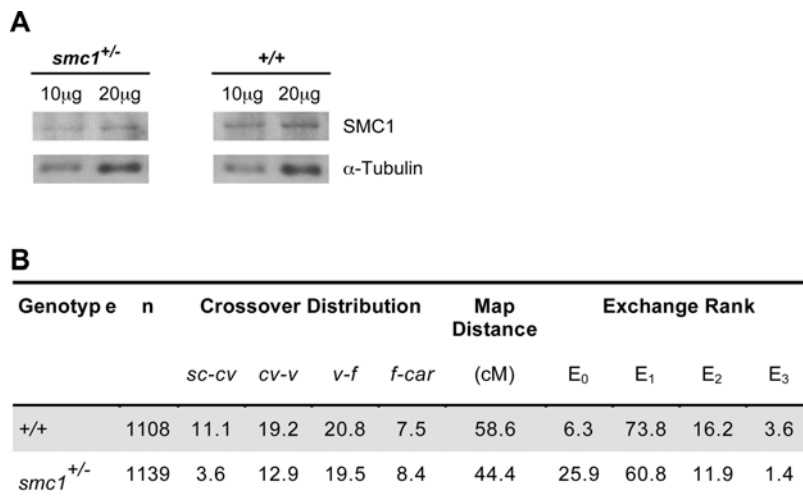 A
smc1+/- +/+
10µg 20µg 10µg 20µg
SMC1
α-Tubulin
B
Genotyp e n Crossover Distribution Map Distance Exchange Rank
sc-cv cv-v v-f f-car (cM) E0 E1 E2 E3
+/+ 1108 11.1 19.2 20.8 7.5 58.6 6.3 73.8 16.2 3.6
smc1+/- 1139 3.6 12.9 19.5 8.4 44.4 25.9 60.8 11.9 1.4